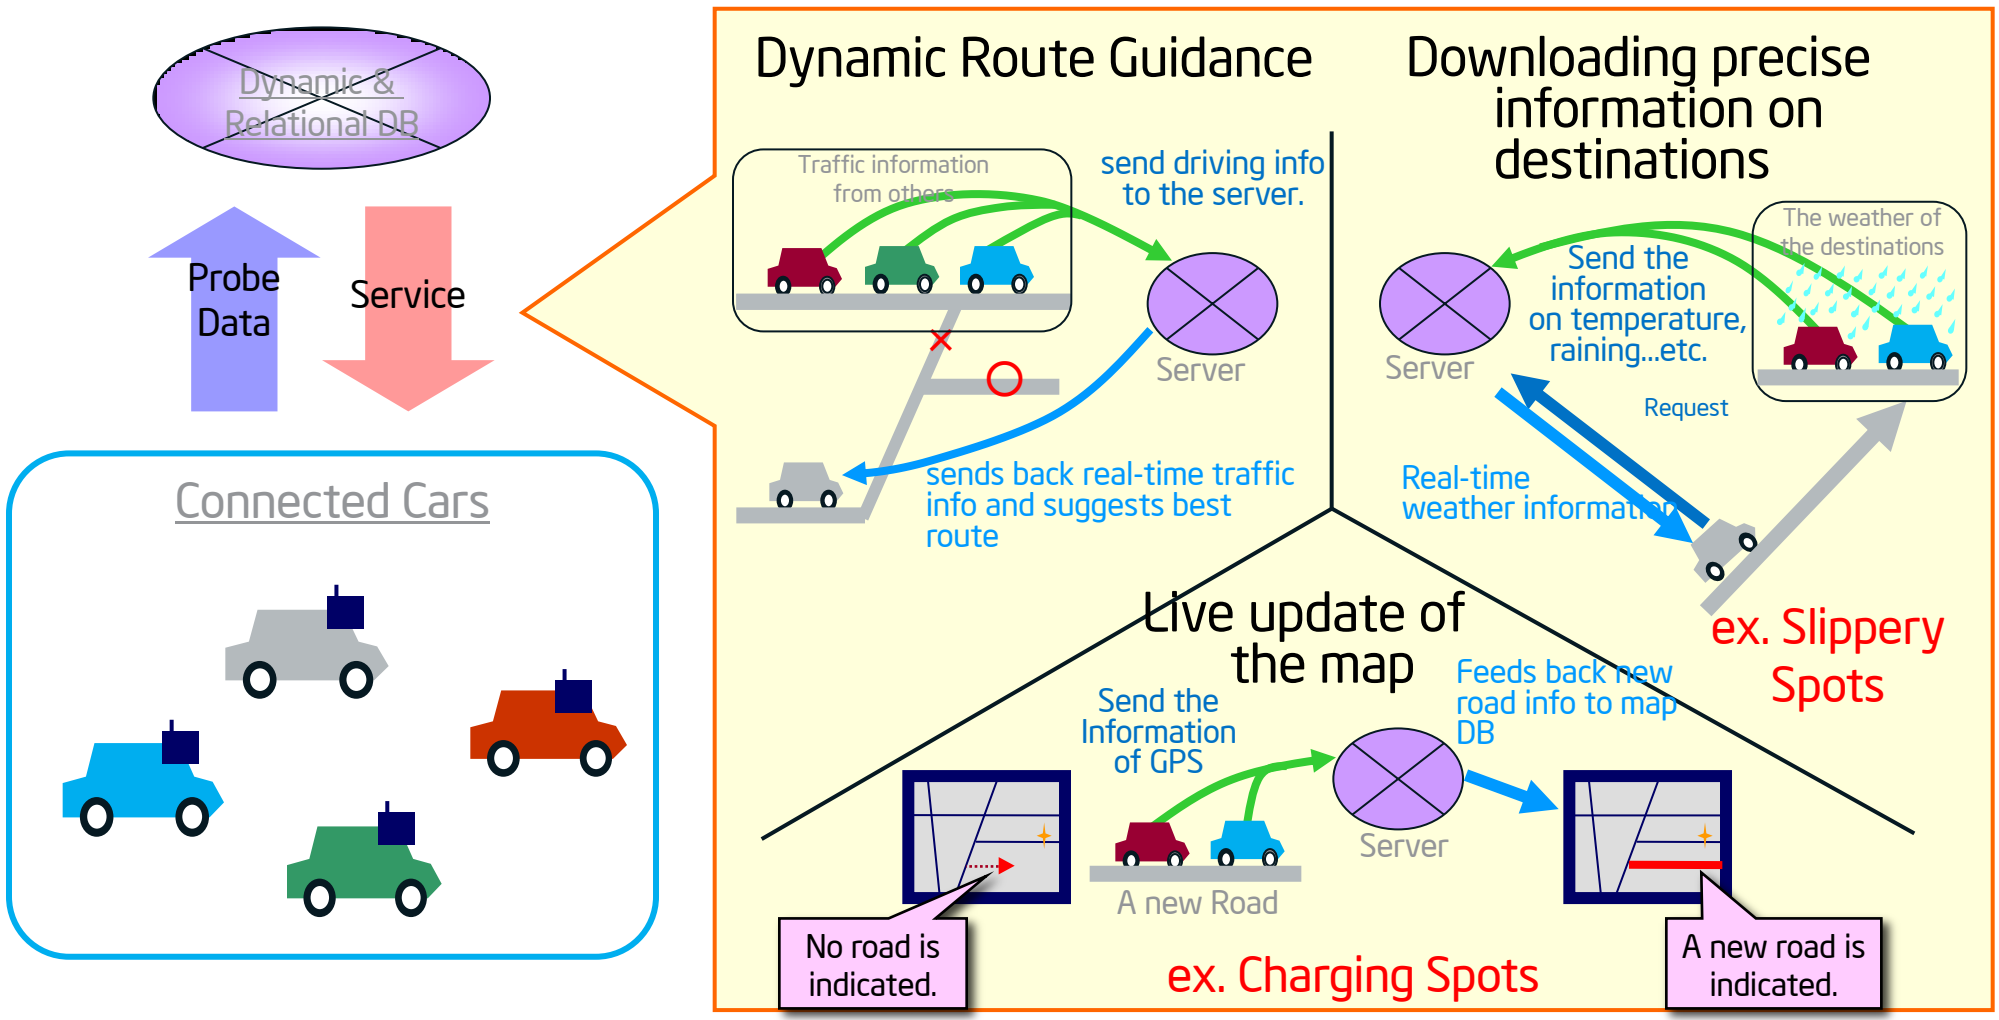 Dynamic &
Relational DB
Probe
Data
Service
Connected Cars
Dynamic Route Guidance
Traffic information
from others
send driving info
to the server.
Server
sends back real-time traffic
info and suggests best
route
Downloading precise
information on
destinations
The weather of
the destinations
Send the
information
on temperature,
raining...etc.
Server
Request
Real-time
weather information
ex. Slippery
Spots
Live update of
the map
Send the
Information
of GPS
Feeds back new
road info to map
DB
Server
A new Road
No road is
indicated.
A new road is
indicated.
ex. Charging Spots